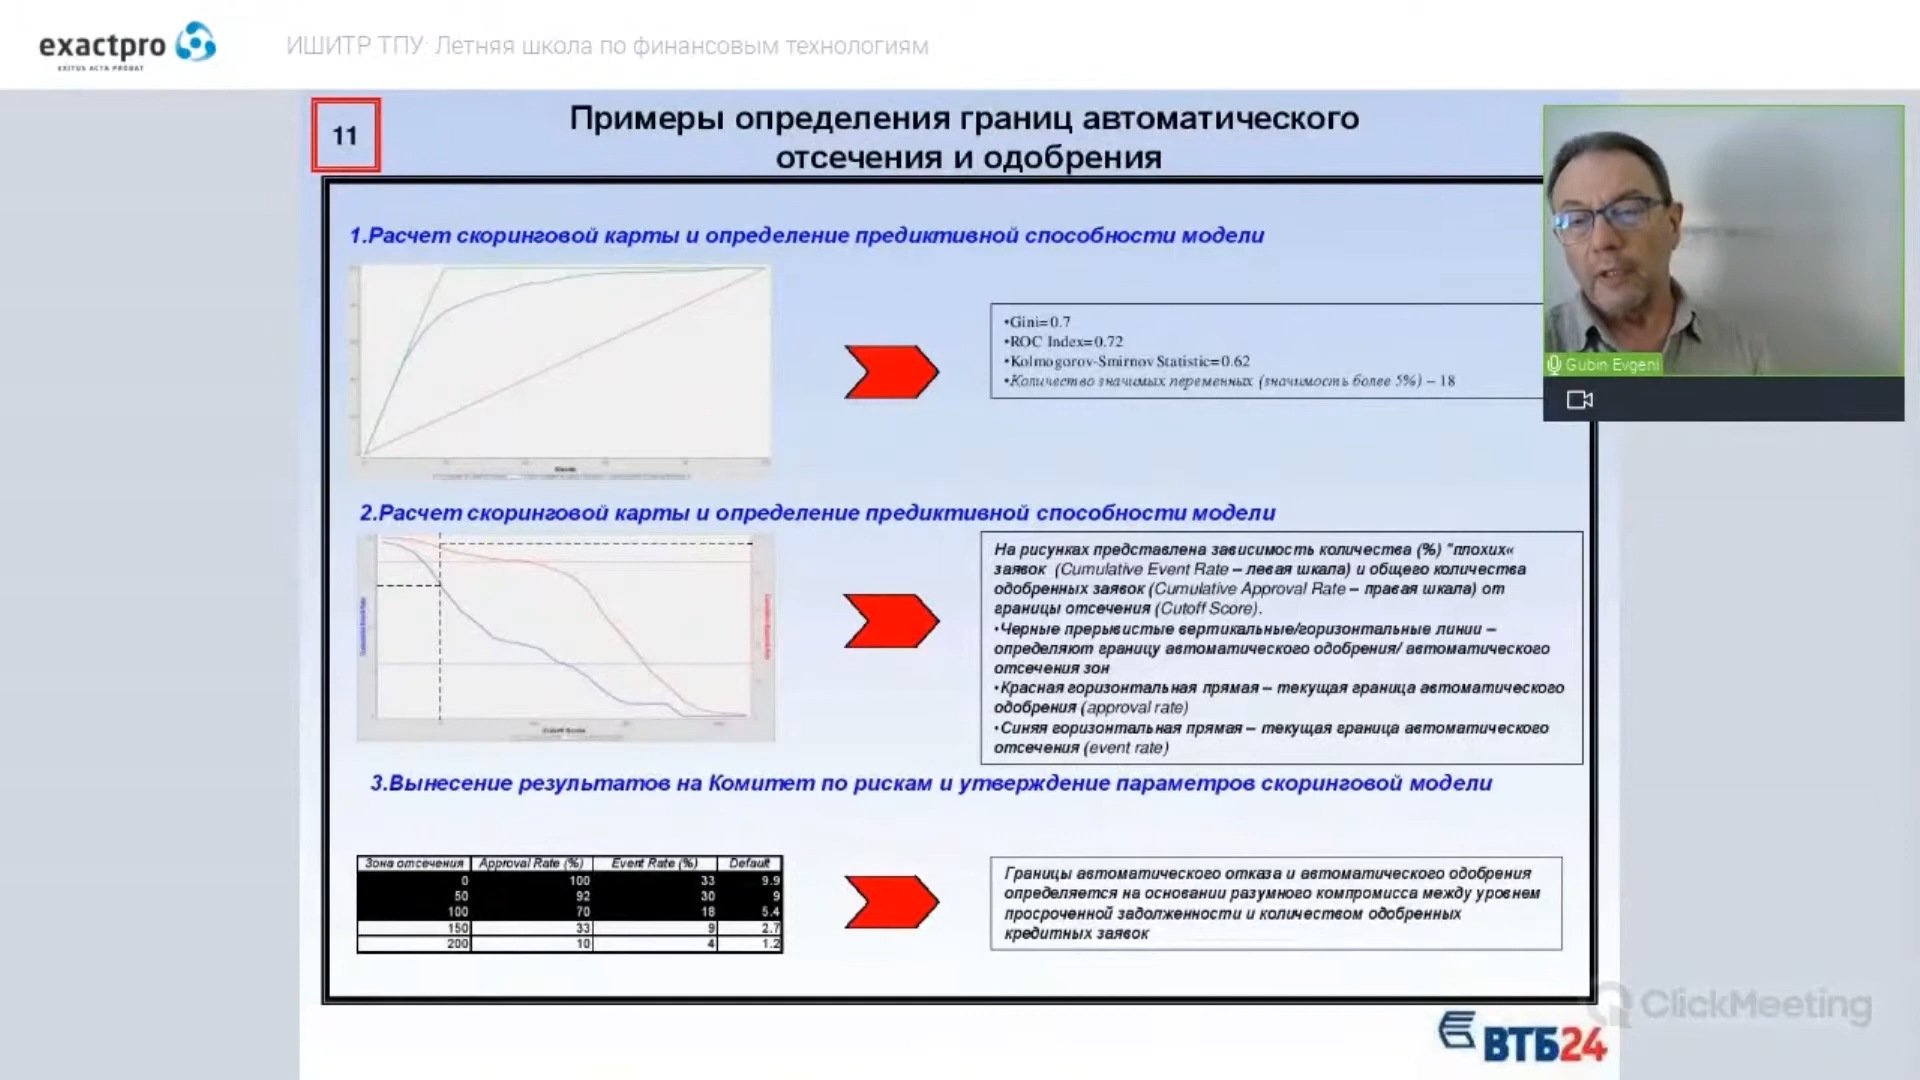 exactpro
EXITUS ACTA PROBAT
ИШИТР ТПУ: Летняя школа по финансовым технологиям
11
Примеры определения границ автоматического
отсечения и одобрения
1.Расчет скоринговой карты и определение предиктивной способности модели
•Gini=0.7
•ROC Index=0.72
•Kolmogorov-Smirnov Statistic=0.62
•Количество значимых переменных (значимость более 5%) – 18
Gubin Evgeni
2.Расчет скоринговой карты и определение предиктивной способности модели
Cutoff Score
На рисунках представлена зависимость количества (%) "плохих«
заявок (Cumulative Event Rate – левая шкала) и общего количества
одобренных заявок (Cumulative Approval Rate – правая шкала) от
границы отсечения (Cutoff Score).
•Черные прерывистые вертикальные/горизонтальные линии –
определяют границу автоматического одобрения/ автоматического
отсечения зон
•Красная горизонтальная прямая – текущая граница автоматического
одобрения (approval rate)
•Синяя горизонтальная прямая – текущая граница автоматического
отсечения (event rate)
3.Вынесение результатов на Комитет по рискам и утверждение параметров скоринговой модели
Зона отсечения Approval Rate (%) Event Rate (%) Default
0 100 33 9.9
50 92 30 9
100 70 18 5.4
150 33 9 2.7
200 10 4 1.2
Границы автоматического отказа и автоматического одобрения
определяется на основании разумного компромисса между уровнем
просроченной задолженности и количеством одобренных
кредитных заявок
ClickMeeting
ВТБ24